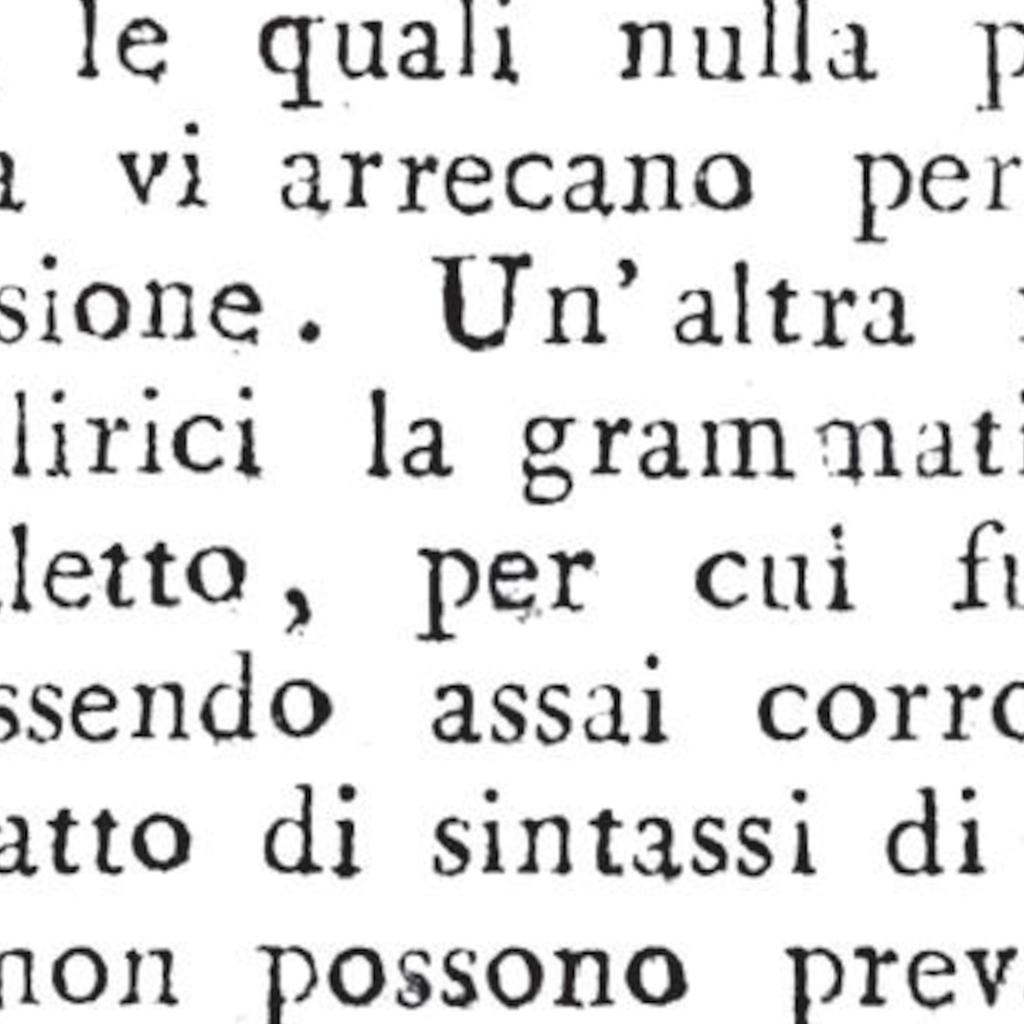 le quali nulla p
a vi arrecano per
sione. Un'altra
lirici la grammati
letto, per cui fu
ssendo assai corro
atto di sintassi di
non possono prev